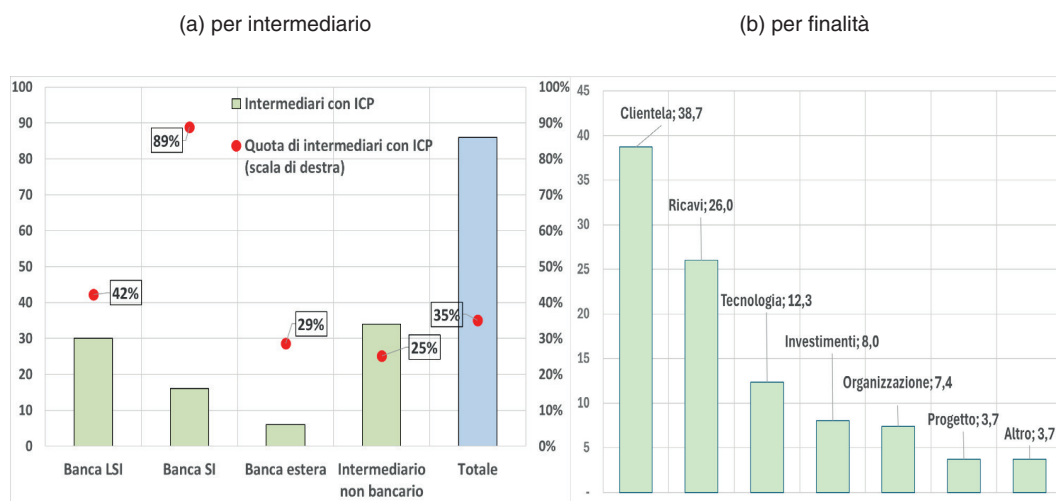 (a) per intermediario
(b) per finalità
100
90
80
70
60
50
40
30
20
10
0
Intermediari con ICP
Quota di intermediari con ICP
(scala di destra)
89%
42%
29%
25%
35%
100%
90%
80%
70%
60%
50%
40%
30%
20%
10%
0%
Banca LSI
Banca SI
Banca estera
Intermediario
non bancario
Totale
45
40
35
30
25
20
15
10
5
-
Clientela; 38,7
Ricavi; 26,0
Tecnologia; 12,3
Investimenti; 8,0
Organizzazione; 7,4
Progetto; 3,7
Altro; 3,7